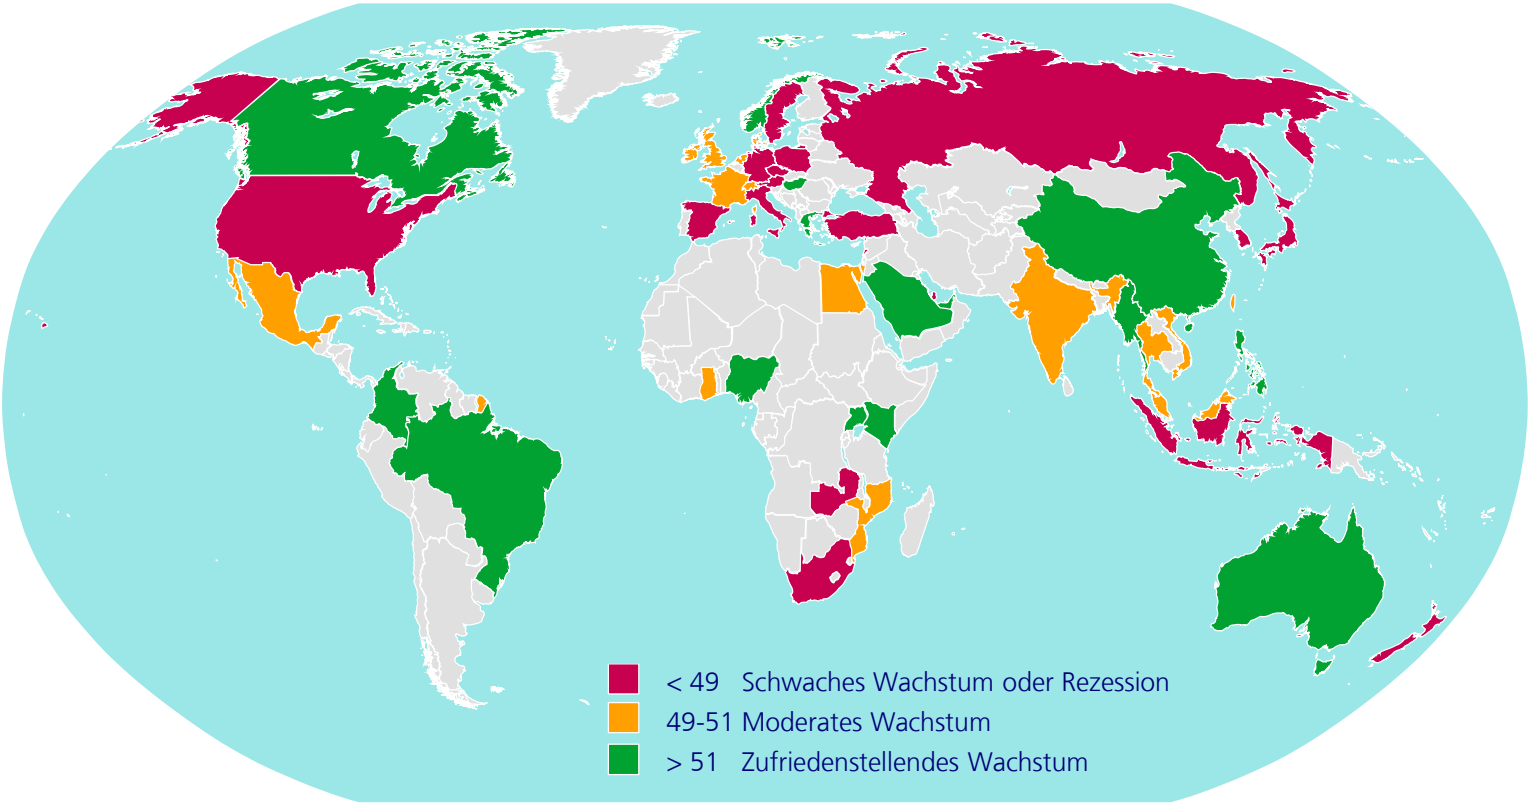 < 49 Schwaches Wachstum oder Rezession
49-51 Moderates Wachstum
> 51 Zufriedenstellendes Wachstum